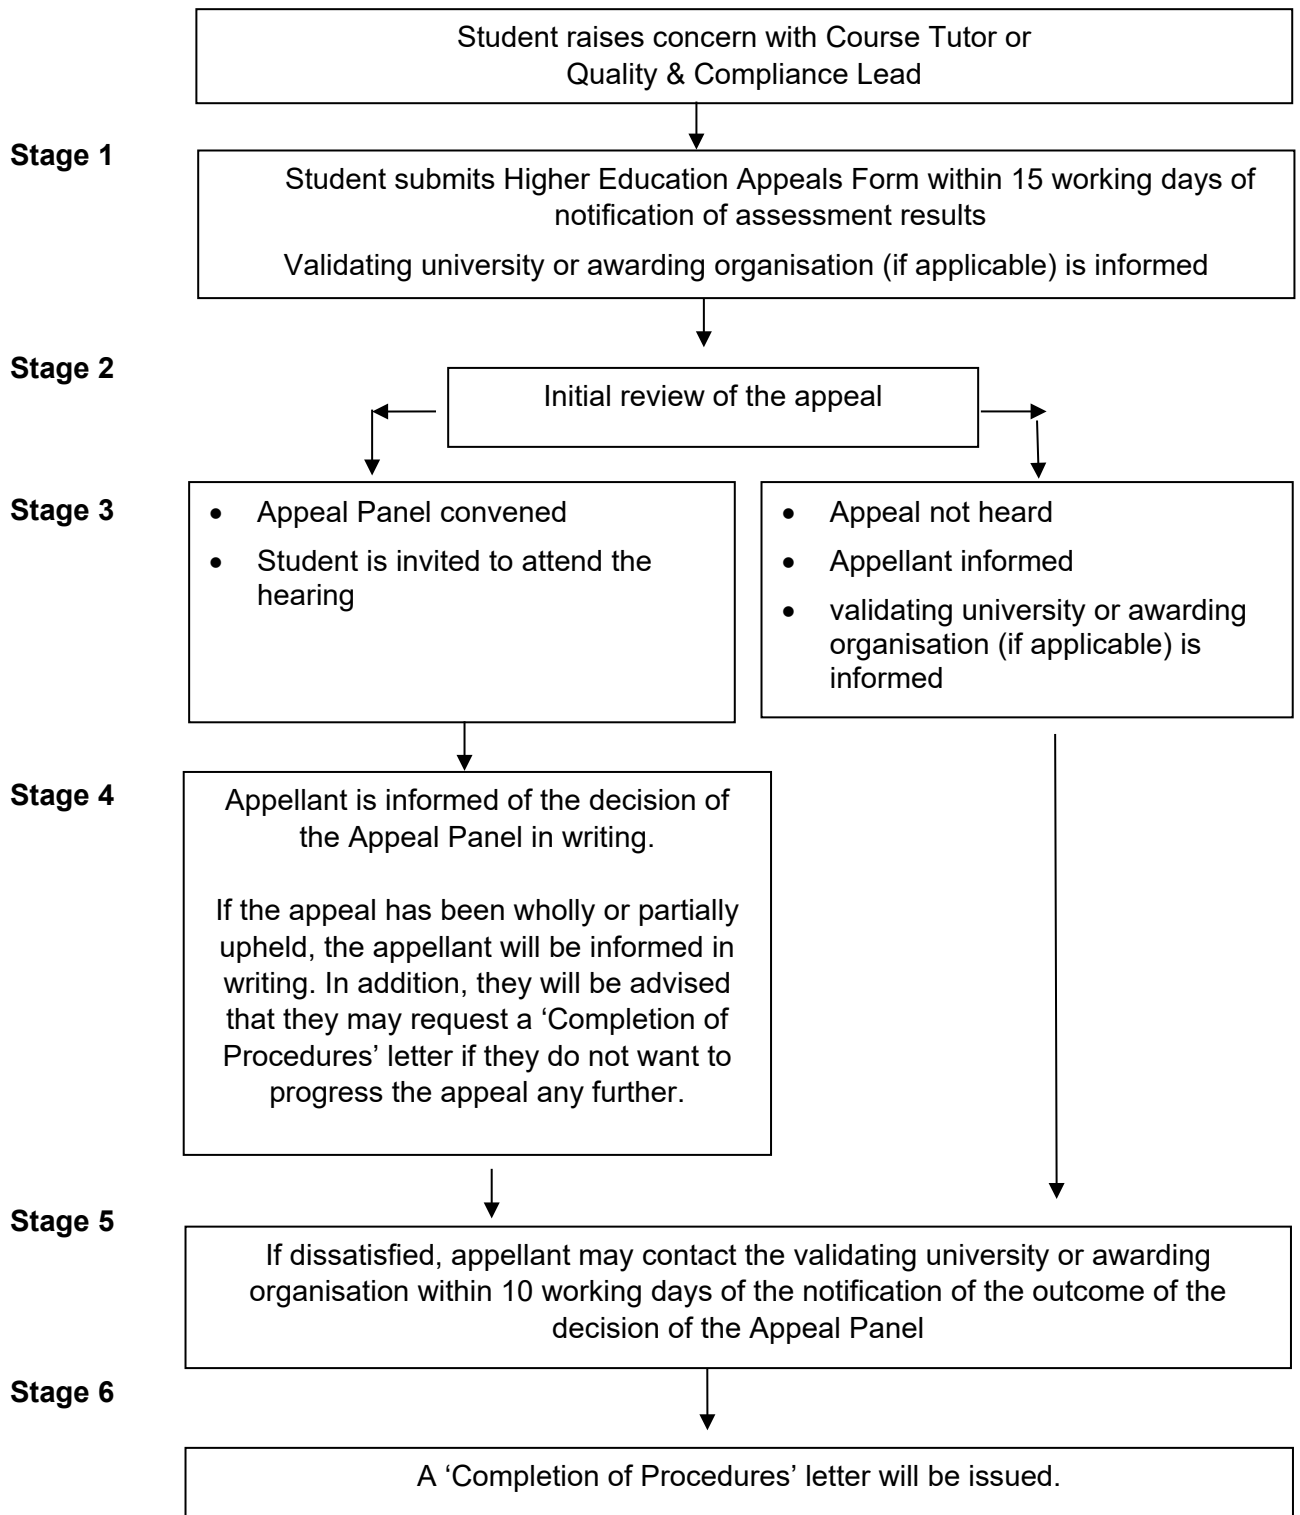 Student raises concern with Course Tutor or
Quality & Compliance Lead
Stage 1
Student submits Higher Education Appeals Form within 15 working days of
notification of assessment results
Validating university or awarding organisation (if applicable) is informed
Stage 2
Initial review of the appeal
Stage 3
• Appeal Panel convened
• Student is invited to attend the
hearing
• Appeal not heard
• Appellant informed
• validating university or awarding
organisation (if applicable) is
informed
Stage 4
Appellant is informed of the decision of
the Appeal Panel in writing.
If the appeal has been wholly or partially
upheld, the appellant will be informed in
writing. In addition, they will be advised
that they may request a ‘Completion of
Procedures’ letter if they do not want to
progress the appeal any further.
Stage 5
If dissatisfied, appellant may contact the validating university or awarding
organisation within 10 working days of the notification of the outcome of the
decision of the Appeal Panel
Stage 6
A ‘Completion of Procedures’ letter will be issued.